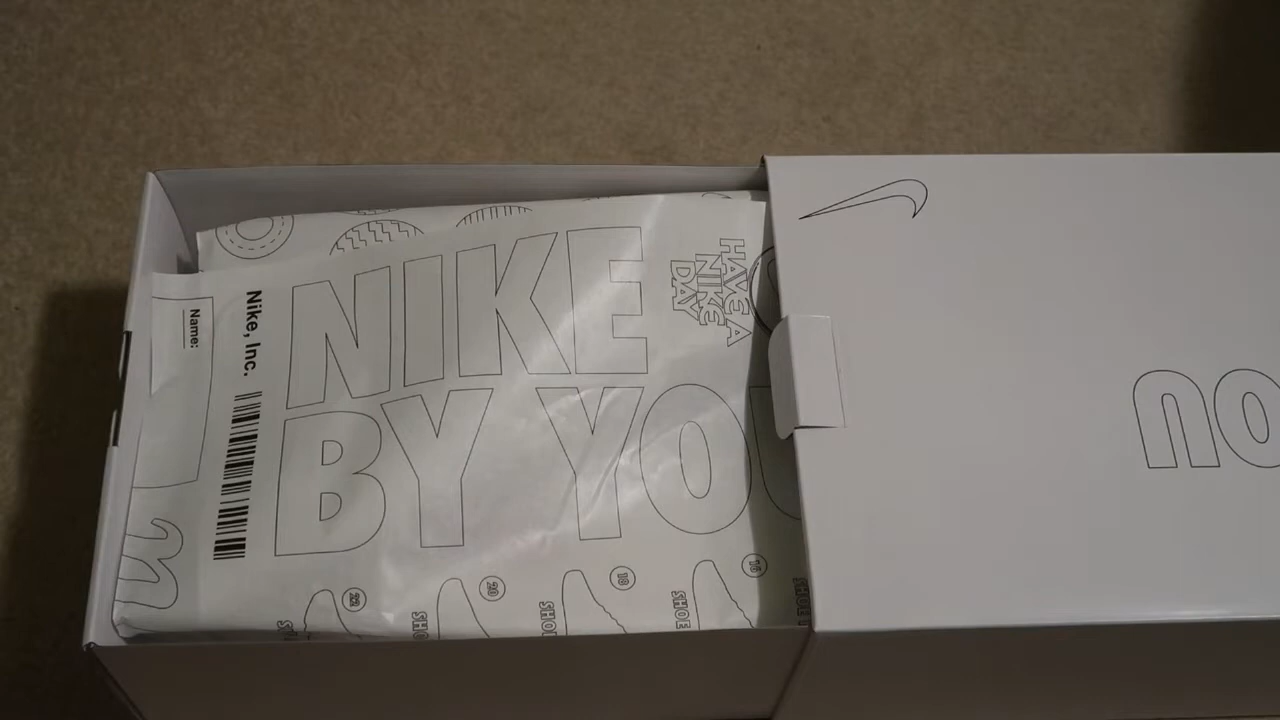 NIKE
BY YOU
HAVE A
NIKE
DAY
Nike, Inc.
Name:
22
20
18
16
SHOE
SHOE